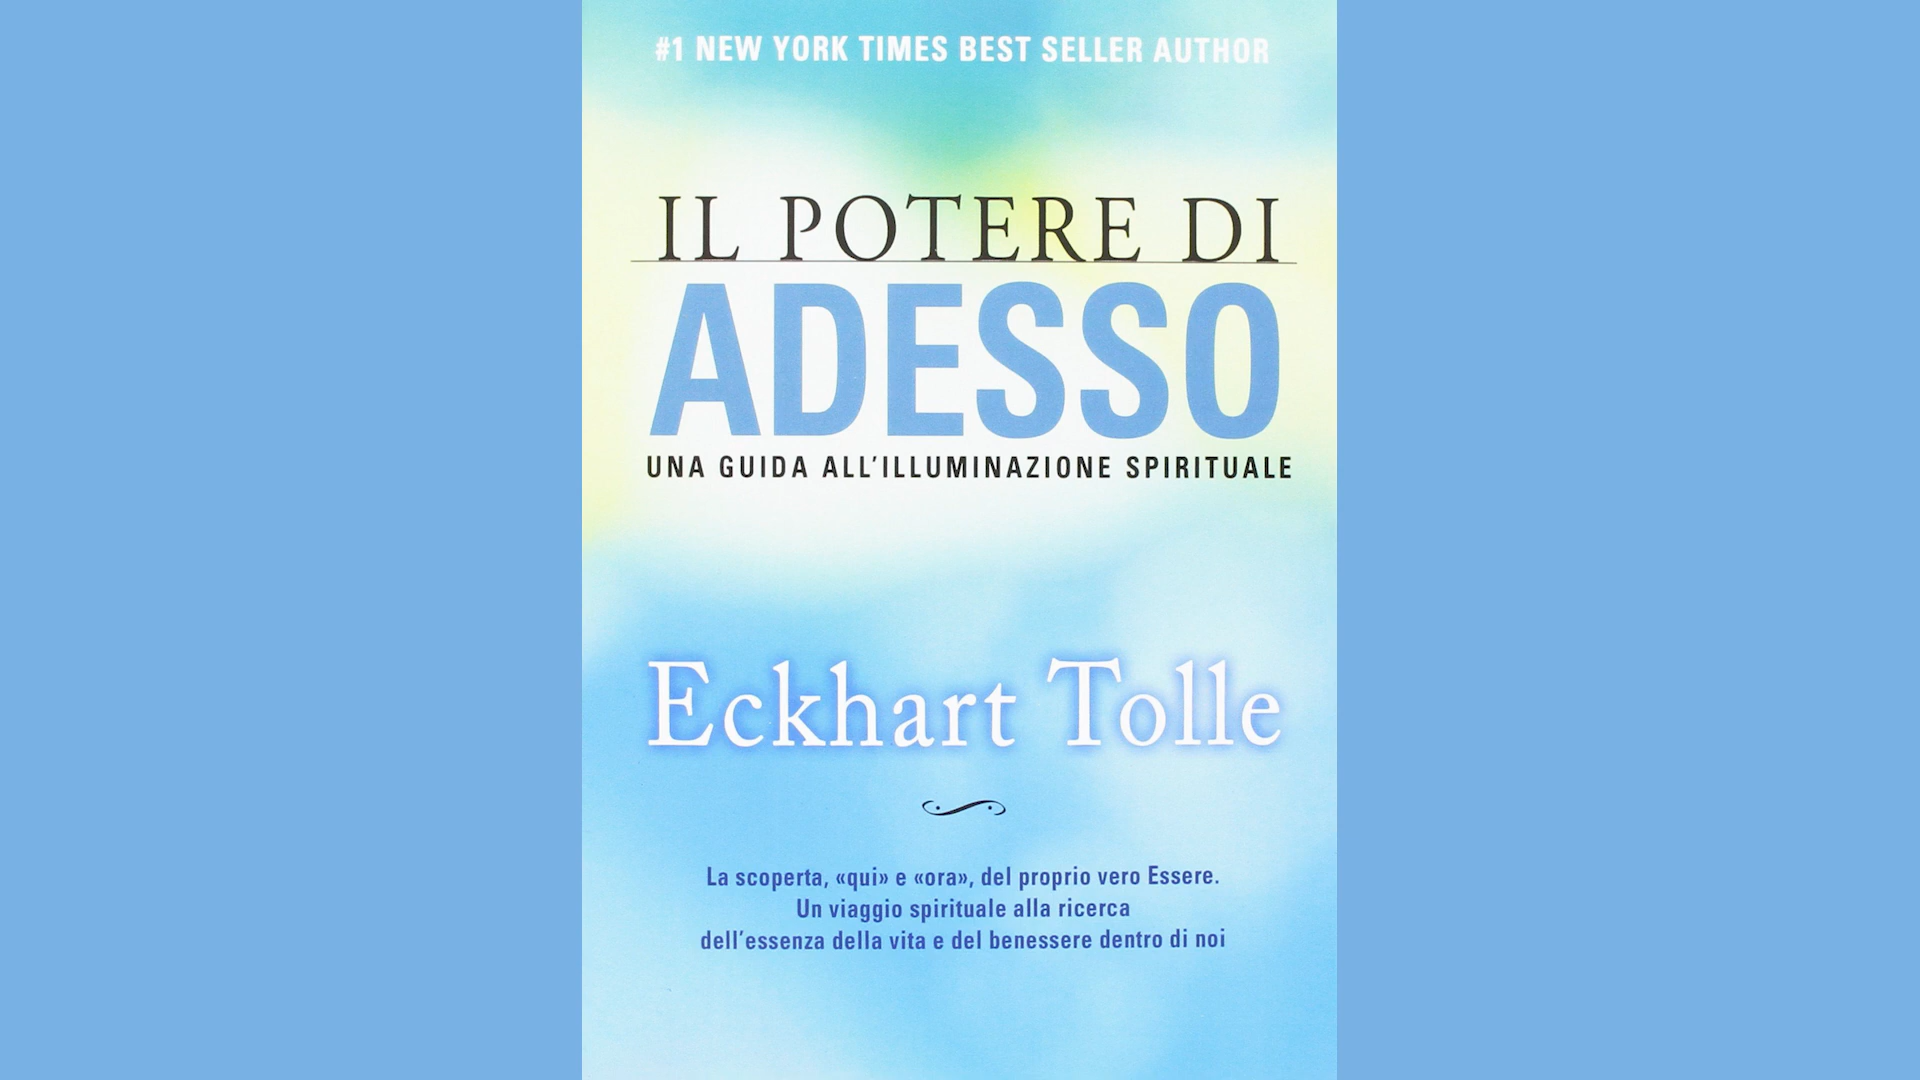 #1 NEW YORK TIMES BEST SELLER AUTHOR
IL POTERE DI
ADESSO
UNA GUIDA ALL'ILLUMINAZIONE SPIRITUALE
Eckhart Tolle
La scoperta, «qui» e «ora», del proprio vero Essere.
Un viaggio spirituale alla ricerca
dell'essenza della vita e del benessere dentro di noi